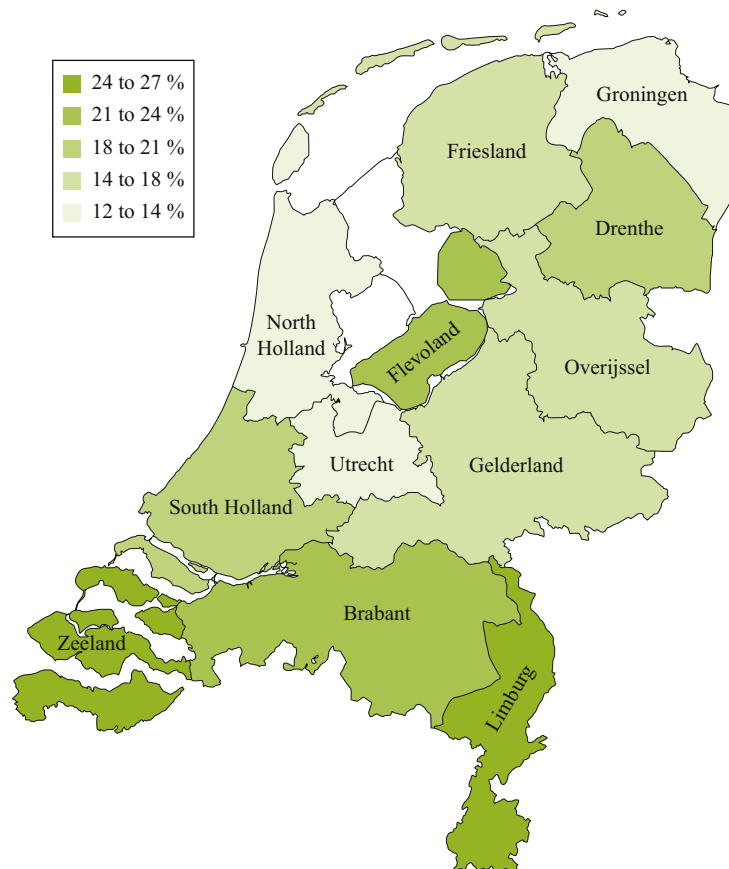 24 to 27 %
21 to 24 %
18 to 21 %
14 to 18 %
12 to 14 %
Groningen
Friesland
Drenthe
North
Holland
Flevoland
Overijssel
Utrecht
Gelderland
South Holland
Brabant
Zeeland
Limburg